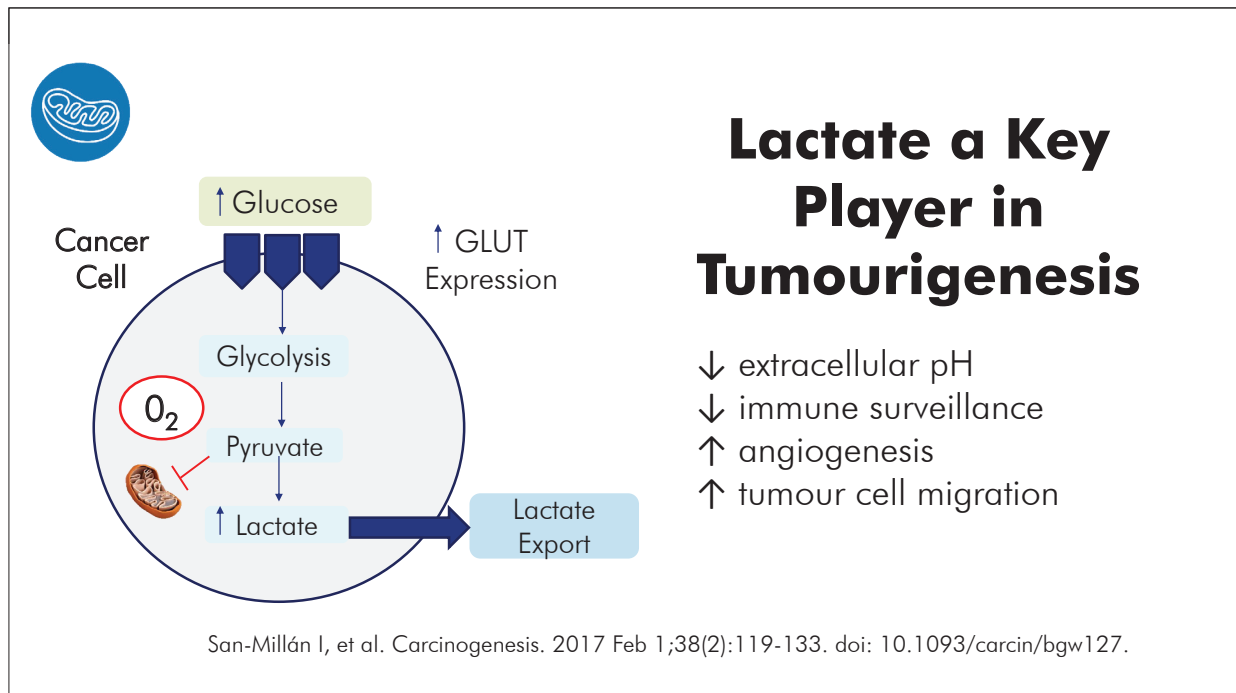 ↑ Glucose
Cancer
Cell
↑ GLUT
Expression
Glycolysis
O₂
Pyruvate
↑ Lactate
Lactate
Export
Lactate a Key
Player in
Tumourigenesis
↓ extracellular pH
↓ immune surveillance
↑ angiogenesis
↑ tumour cell migration
San-Millán I, et al. Carcinogenesis. 2017 Feb 1;38(2):119-133. doi: 10.1093/carcin/bgw127.